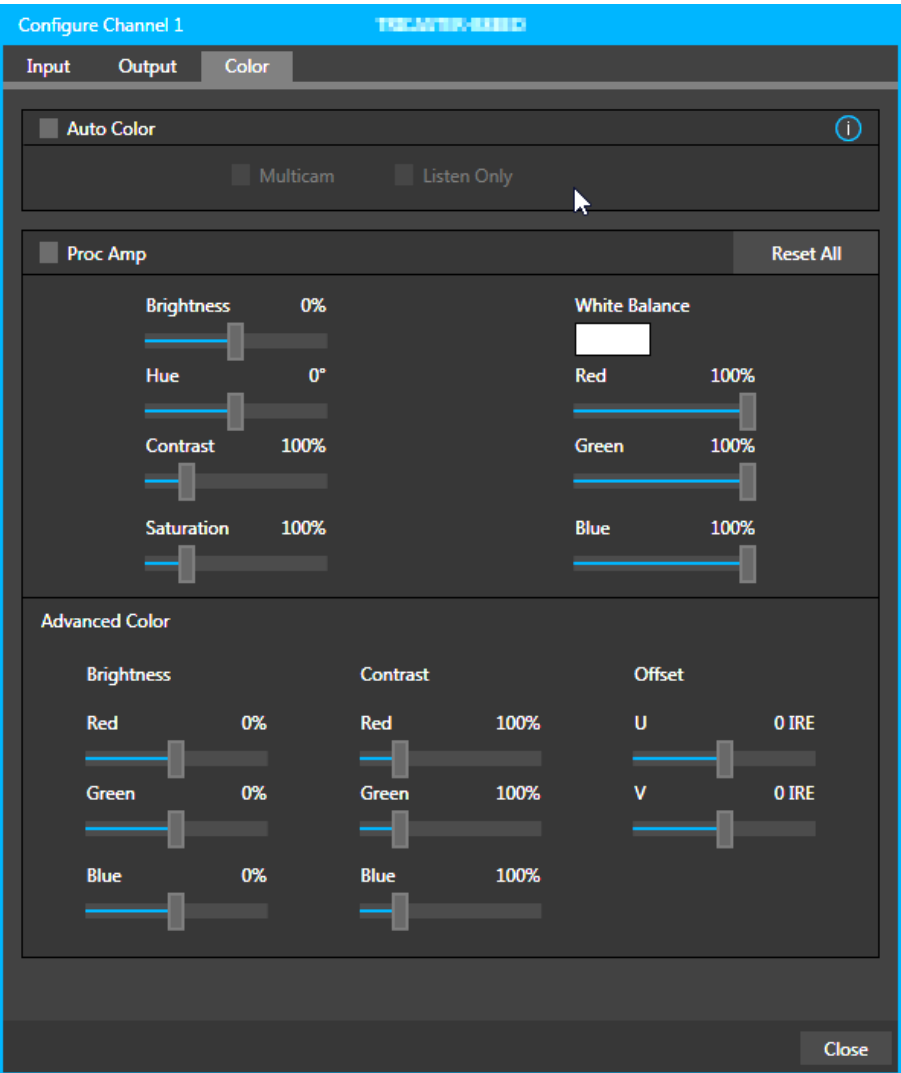 Configure Channel 1
Input Output Color
Auto Color i
Multicam Listen Only
Proc Amp Reset All
Brightness 0% White Balance
Hue 0° Red 100%
Contrast 100% Green 100%
Saturation 100% Blue 100%
Advanced Color
Brightness Contrast Offset
Red 0% Red 100% U 0 IRE
Green 0% Green 100% V 0 IRE
Blue 0% Blue 100%
Close